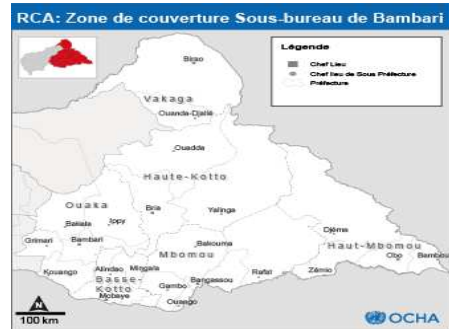 RCA: Zone de couverture Sous-bureau de Bambari
Légende
Chef Lieu
Chef lieu de Sous Préfecture
Préfecture
Birao
Vakaga
Ouanda-Djallé
Ouadda
Haute-Kotto
Ouaka
Bria
Yalinga
Bakala
Ippy
Grimari
Bambari
Bakouma
Djéma
Haut-Mbomou
Mbomou
Obo
Bambouti
Kouango
Alindao
Mingala
Zémio
Rafai
Basse-Kotto
Gambo
Bangassou
Mobaye
Ouango
N
100 km
OCHA